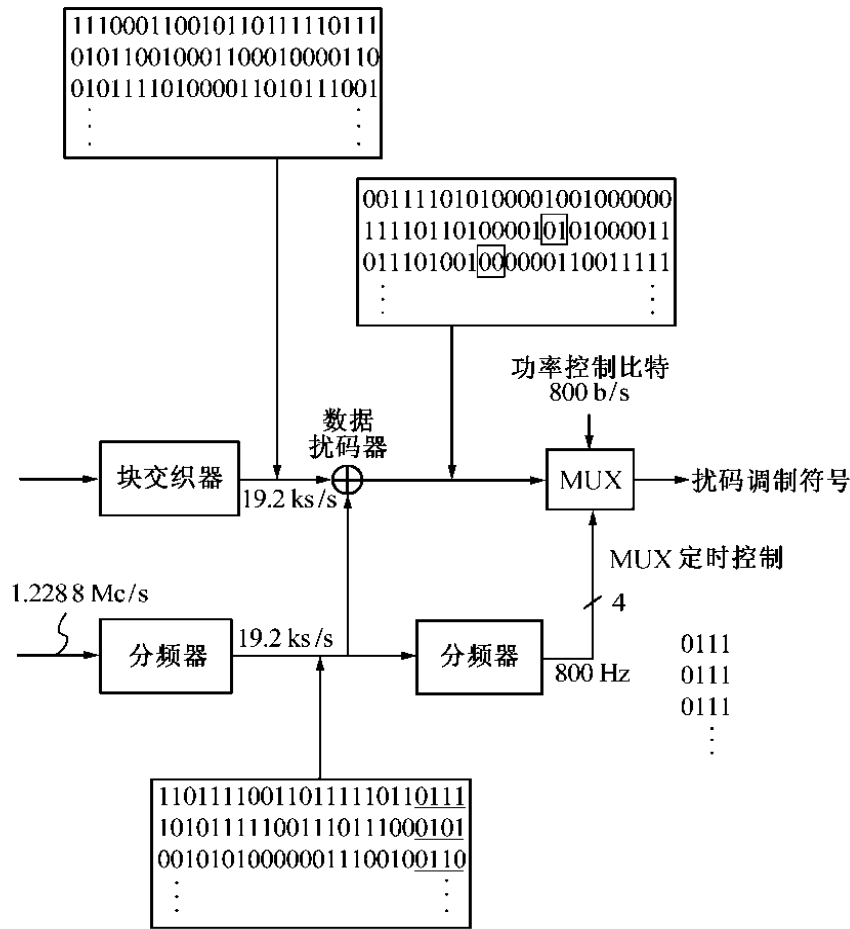 111000110010110111110111
010110010001100010000110
010111101000011010111001
001111010100001001000000
111101101000010101000011
011101001000000110011111
功率控制比特
800 b/s
数据
扰码器
块交织器
19.2 ks/s
MUX
扰码调制符号
MUX 定时控制
4
1.2288 Mc/s
分频器
19.2 ks/s
分频器
800 Hz
0111
0111
0111
110111100110111110110111
101011111001110111000101
001010100000011100100110